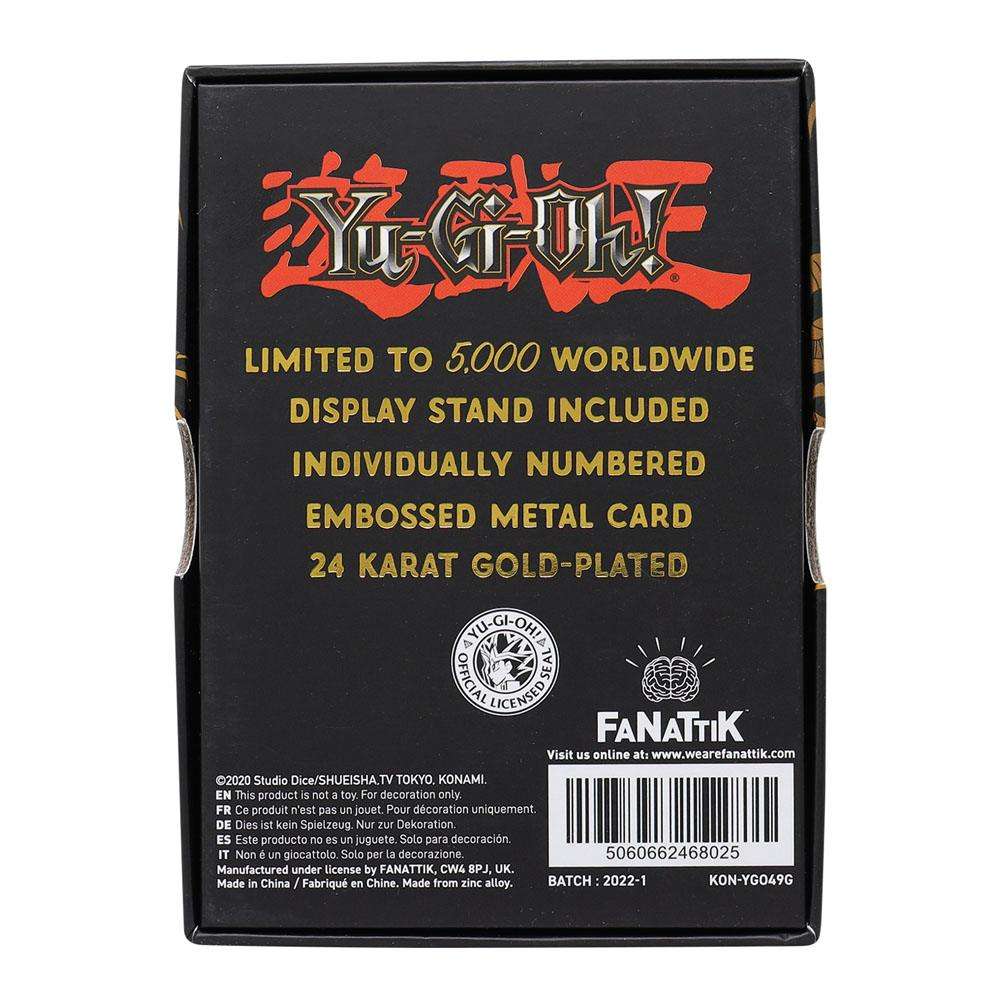 遊戯王
Yu-Gi-Oh!®
LIMITED TO 5,000 WORLDWIDE
DISPLAY STAND INCLUDED
INDIVIDUALLY NUMBERED
EMBOSSED METAL CARD
24 KARAT GOLD-PLATED
YU-GI-OH!
OFFICIAL LICENSED SEAL
FANATTIK
Visit us online at: www.wearefanattik.com
©2020 Studio Dice/SHUEISHA,TV TOKYO, KONAMI.
EN This product is not a toy. For decoration only.
FR Ce produit n'est pas un jouet. Pour décoration uniquement.
DE Dies ist kein Spielzeug. Nur zur Dekoration.
ES Este producto no es un juguete. Solo para decoración.
IT Non é un giocattolo. Solo per la decorazione.
Manufactured under license by FANATTIK, CW4 8PJ, UK.
Made in China / Fabriqué en Chine. Made from zinc alloy.
5060662468025
BATCH : 2022-1 KON-YGO49G